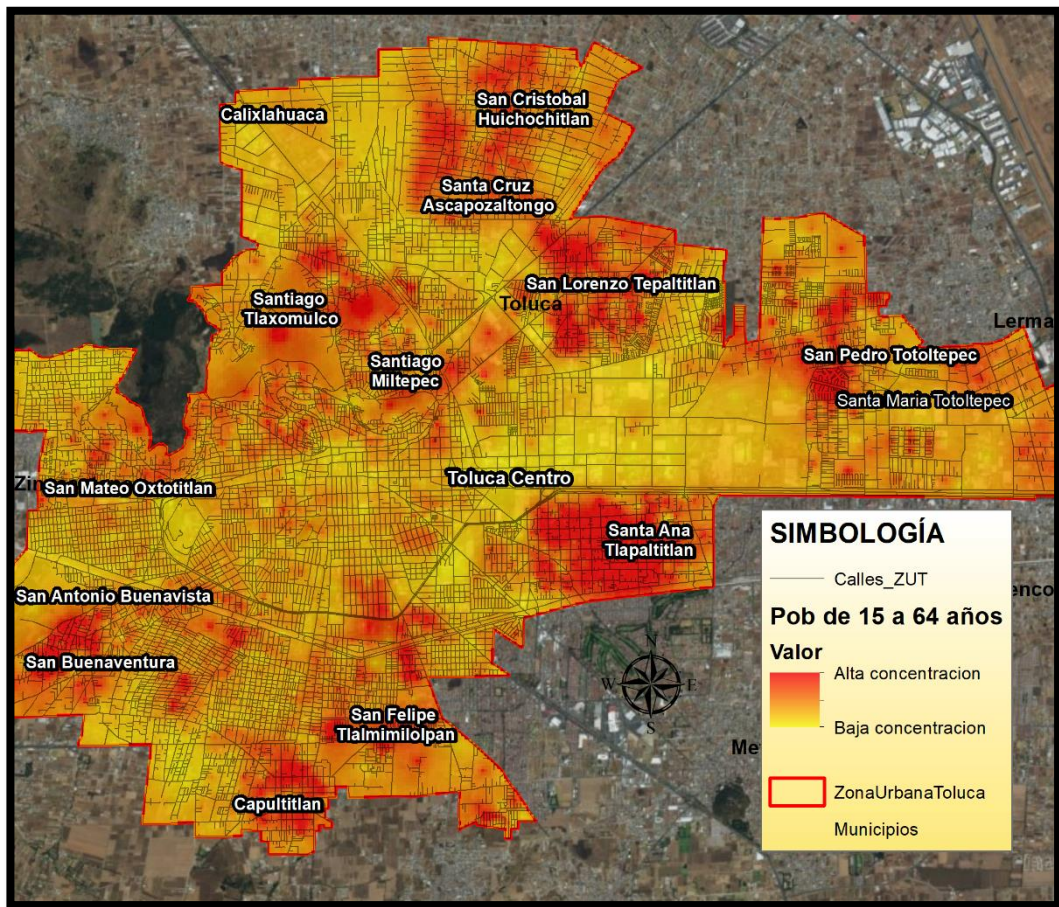 San Cristobal
Huichochitlan
Calixlahuaca
Santa Cruz
Ascapozaltongo
San Lorenzo Tepaltitlan
Toluca
Santiago
Tlaxomulco
Lerma
Santiago
Miltepec
San Pedro Totoltepec
Santa Maria Totoltepec
Toluca Centro
San Mateo Oxtotitlan
Santa Ana
Tlapaltitlan
San Antonio Buenavista
San Buenaventura
San Felipe
Tlalmimilolpan
Capultitlan
N
W E
S
SIMBOLOGÍA
Calles_ZUT
Pob de 15 a 64 años
Valor
Alta concentracion
Baja concentracion
ZonaUrbanaToluca
Municipios